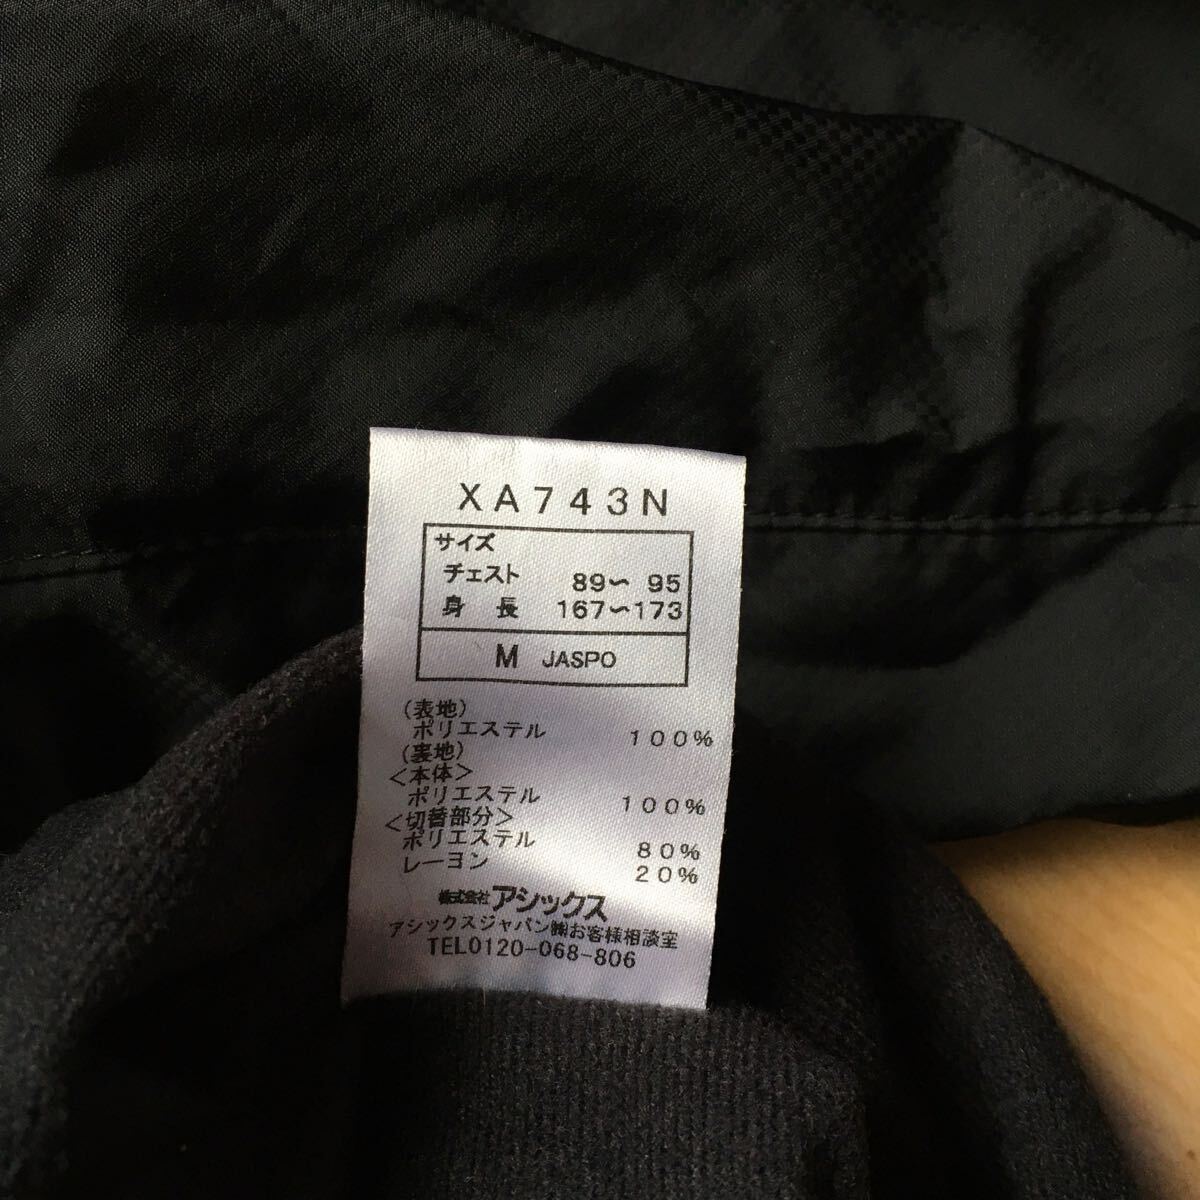 XA743N
サイズ
チェスト 89〜 95
身 長 167〜173
M JASPO
(表地)
ポリエステル 100%
(裏地)
<本体>
ポリエステル 100%
<切替部分>
ポリエステル 80%
レーヨン 20%
株式会社アシックス
アシックスジャパン㈱お客様相談室
TEL0120-068-806